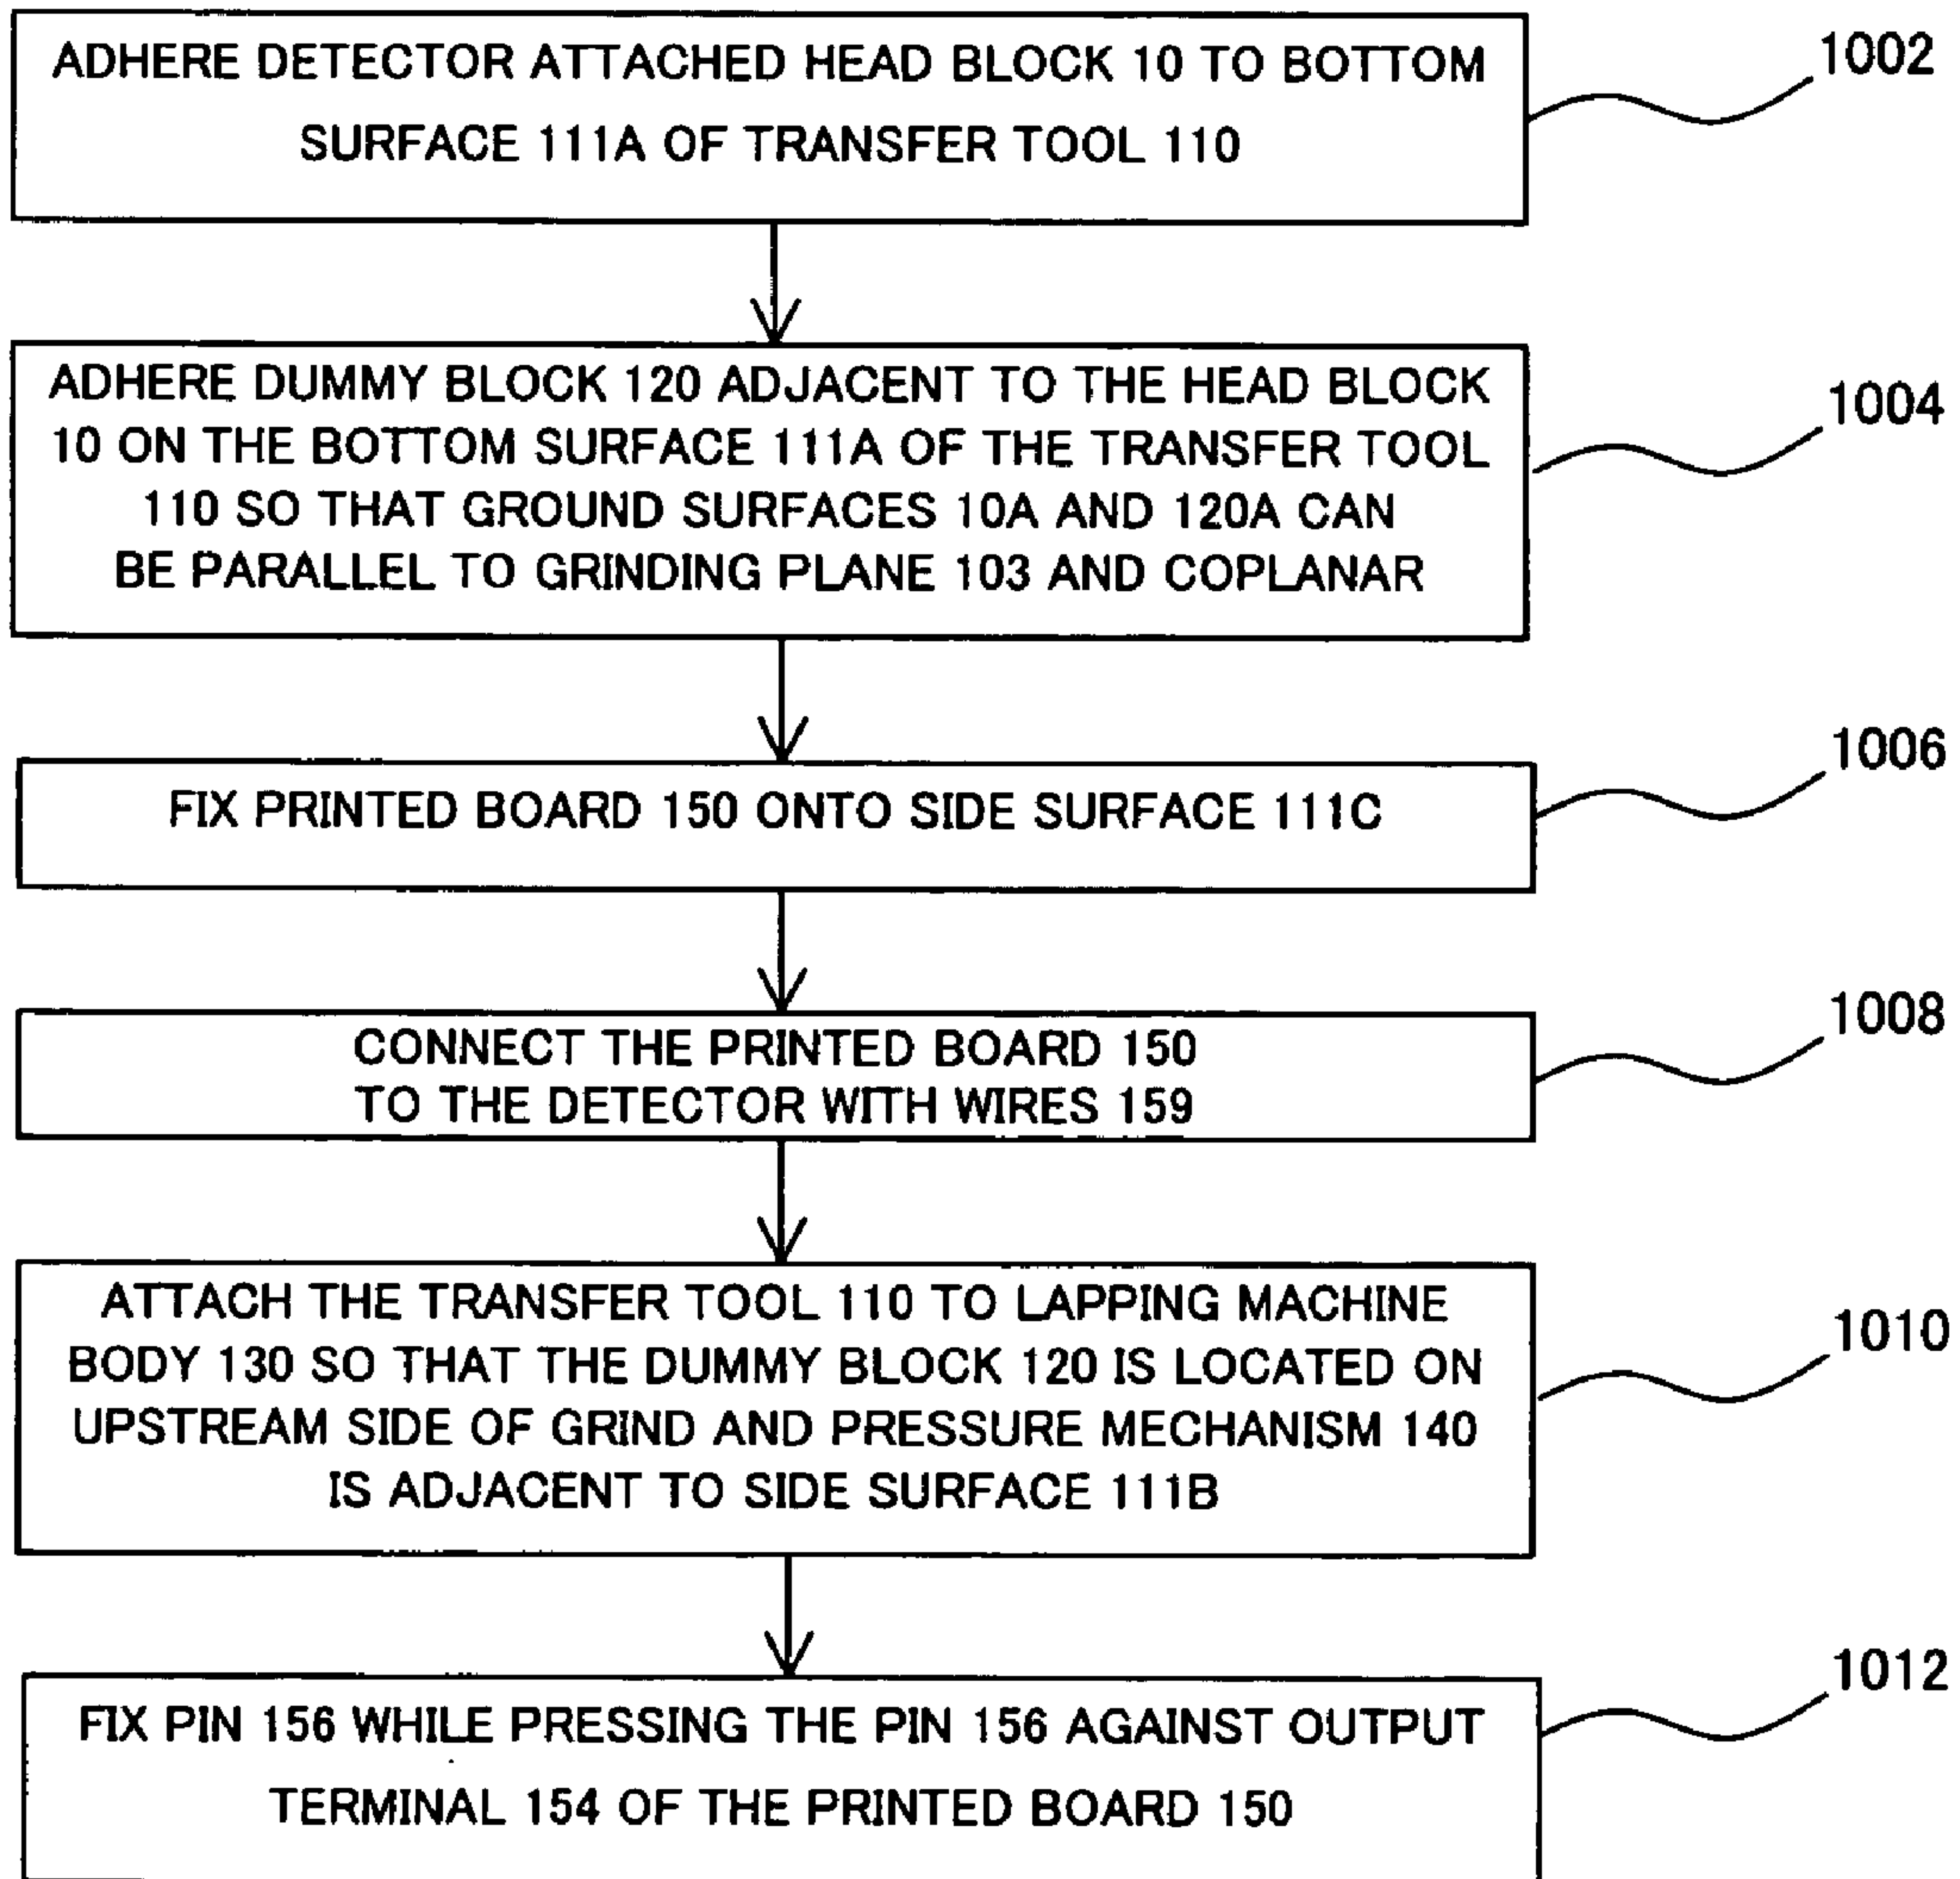 ADHERE DETECTOR ATTACHED HEAD BLOCK 10 TO BOTTOM
SURFACE 111A OF TRANSFER TOOL 110
1002
ADHERE DUMMY BLOCK 120 ADJACENT TO THE HEAD BLOCK
10 ON THE BOTTOM SURFACE 111A OF THE TRANSFER TOOL
110 SO THAT GROUND SURFACES 10A AND 120A CAN
BE PARALLEL TO GRINDING PLANE 103 AND COPLANAR
1004
FIX PRINTED BOARD 150 ONTO SIDE SURFACE 111C
1006
CONNECT THE PRINTED BOARD 150
TO THE DETECTOR WITH WIRES 159
1008
ATTACH THE TRANSFER TOOL 110 TO LAPPING MACHINE
BODY 130 SO THAT THE DUMMY BLOCK 120 IS LOCATED ON
UPSTREAM SIDE OF GRIND AND PRESSURE MECHANISM 140
IS ADJACENT TO SIDE SURFACE 111B
1010
FIX PIN 156 WHILE PRESSING THE PIN 156 AGAINST OUTPUT
TERMINAL 154 OF THE PRINTED BOARD 150
1012